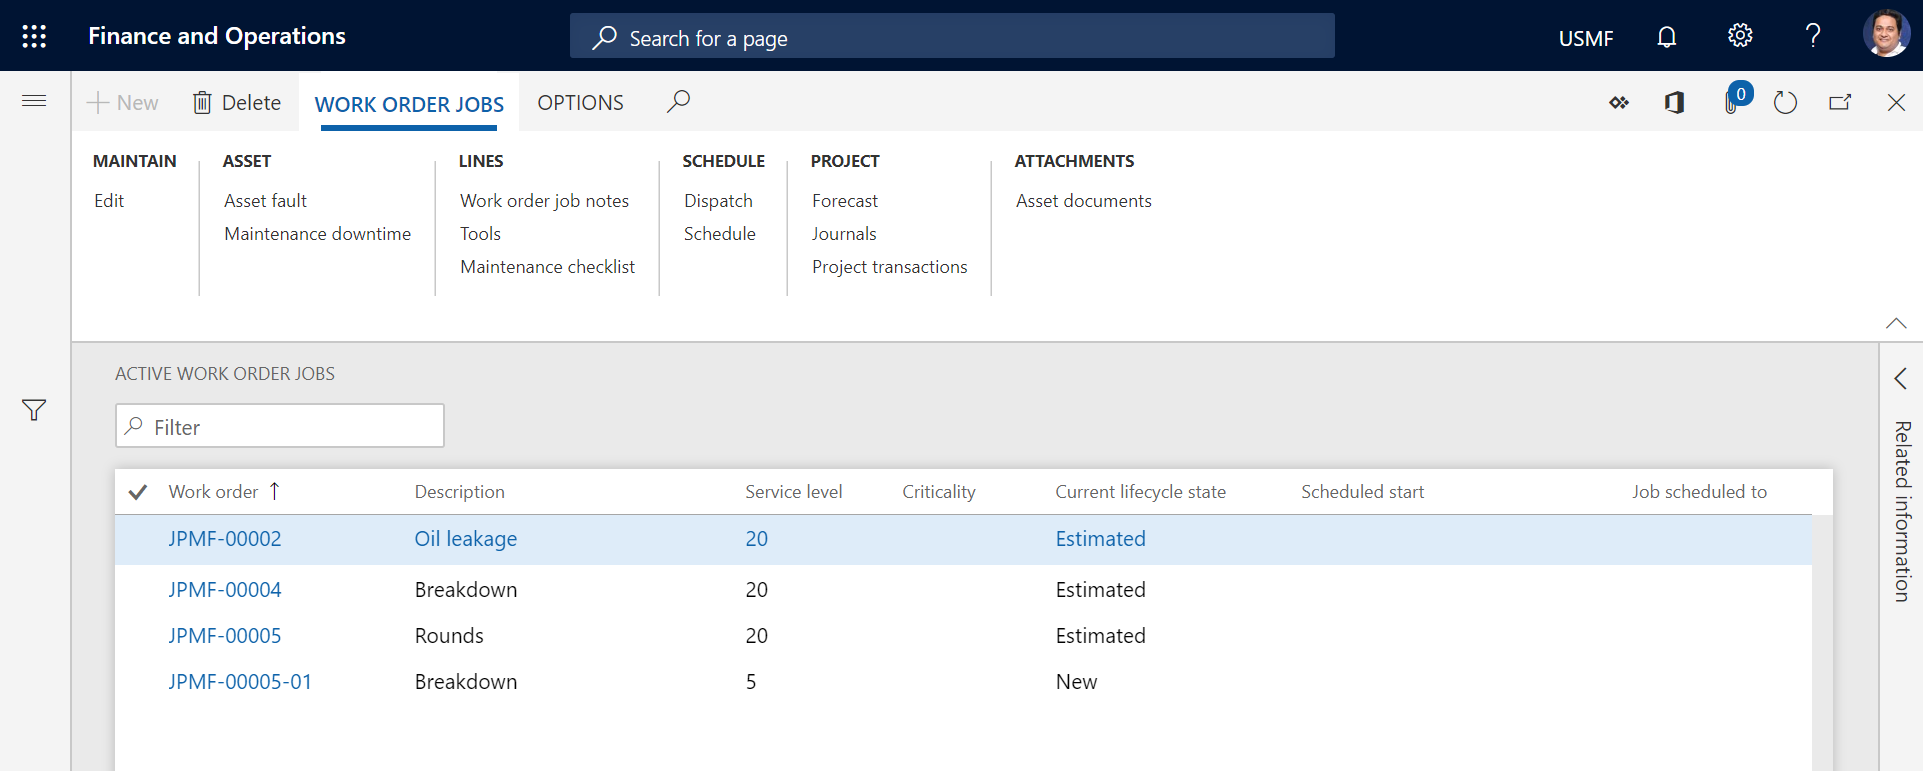 Finance and Operations
Search for a page
USMF
New
Delete
WORK ORDER JOBS
OPTIONS
0
MAINTAIN
Edit
ASSET
Asset fault
Maintenance downtime
LINES
Work order job notes
Tools
Maintenance checklist
SCHEDULE
Dispatch
Schedule
PROJECT
Forecast
Journals
Project transactions
ATTACHMENTS
Asset documents
ACTIVE WORK ORDER JOBS
Filter
Work order ↑ Description Service level Criticality Current lifecycle state Scheduled start Job scheduled to
JPMF-00002 Oil leakage 20 Estimated
JPMF-00004 Breakdown 20 Estimated
JPMF-00005 Rounds 20 Estimated
JPMF-00005-01 Breakdown 5 New
Related information